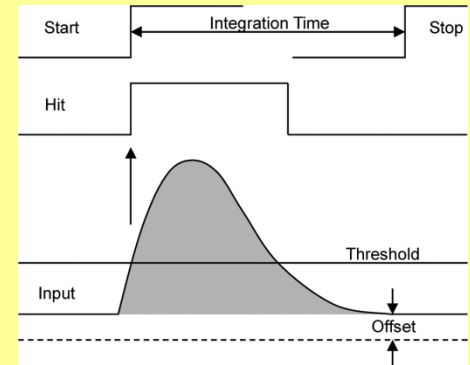 Start Integration Time Stop
Hit
Threshold
Input
Offset